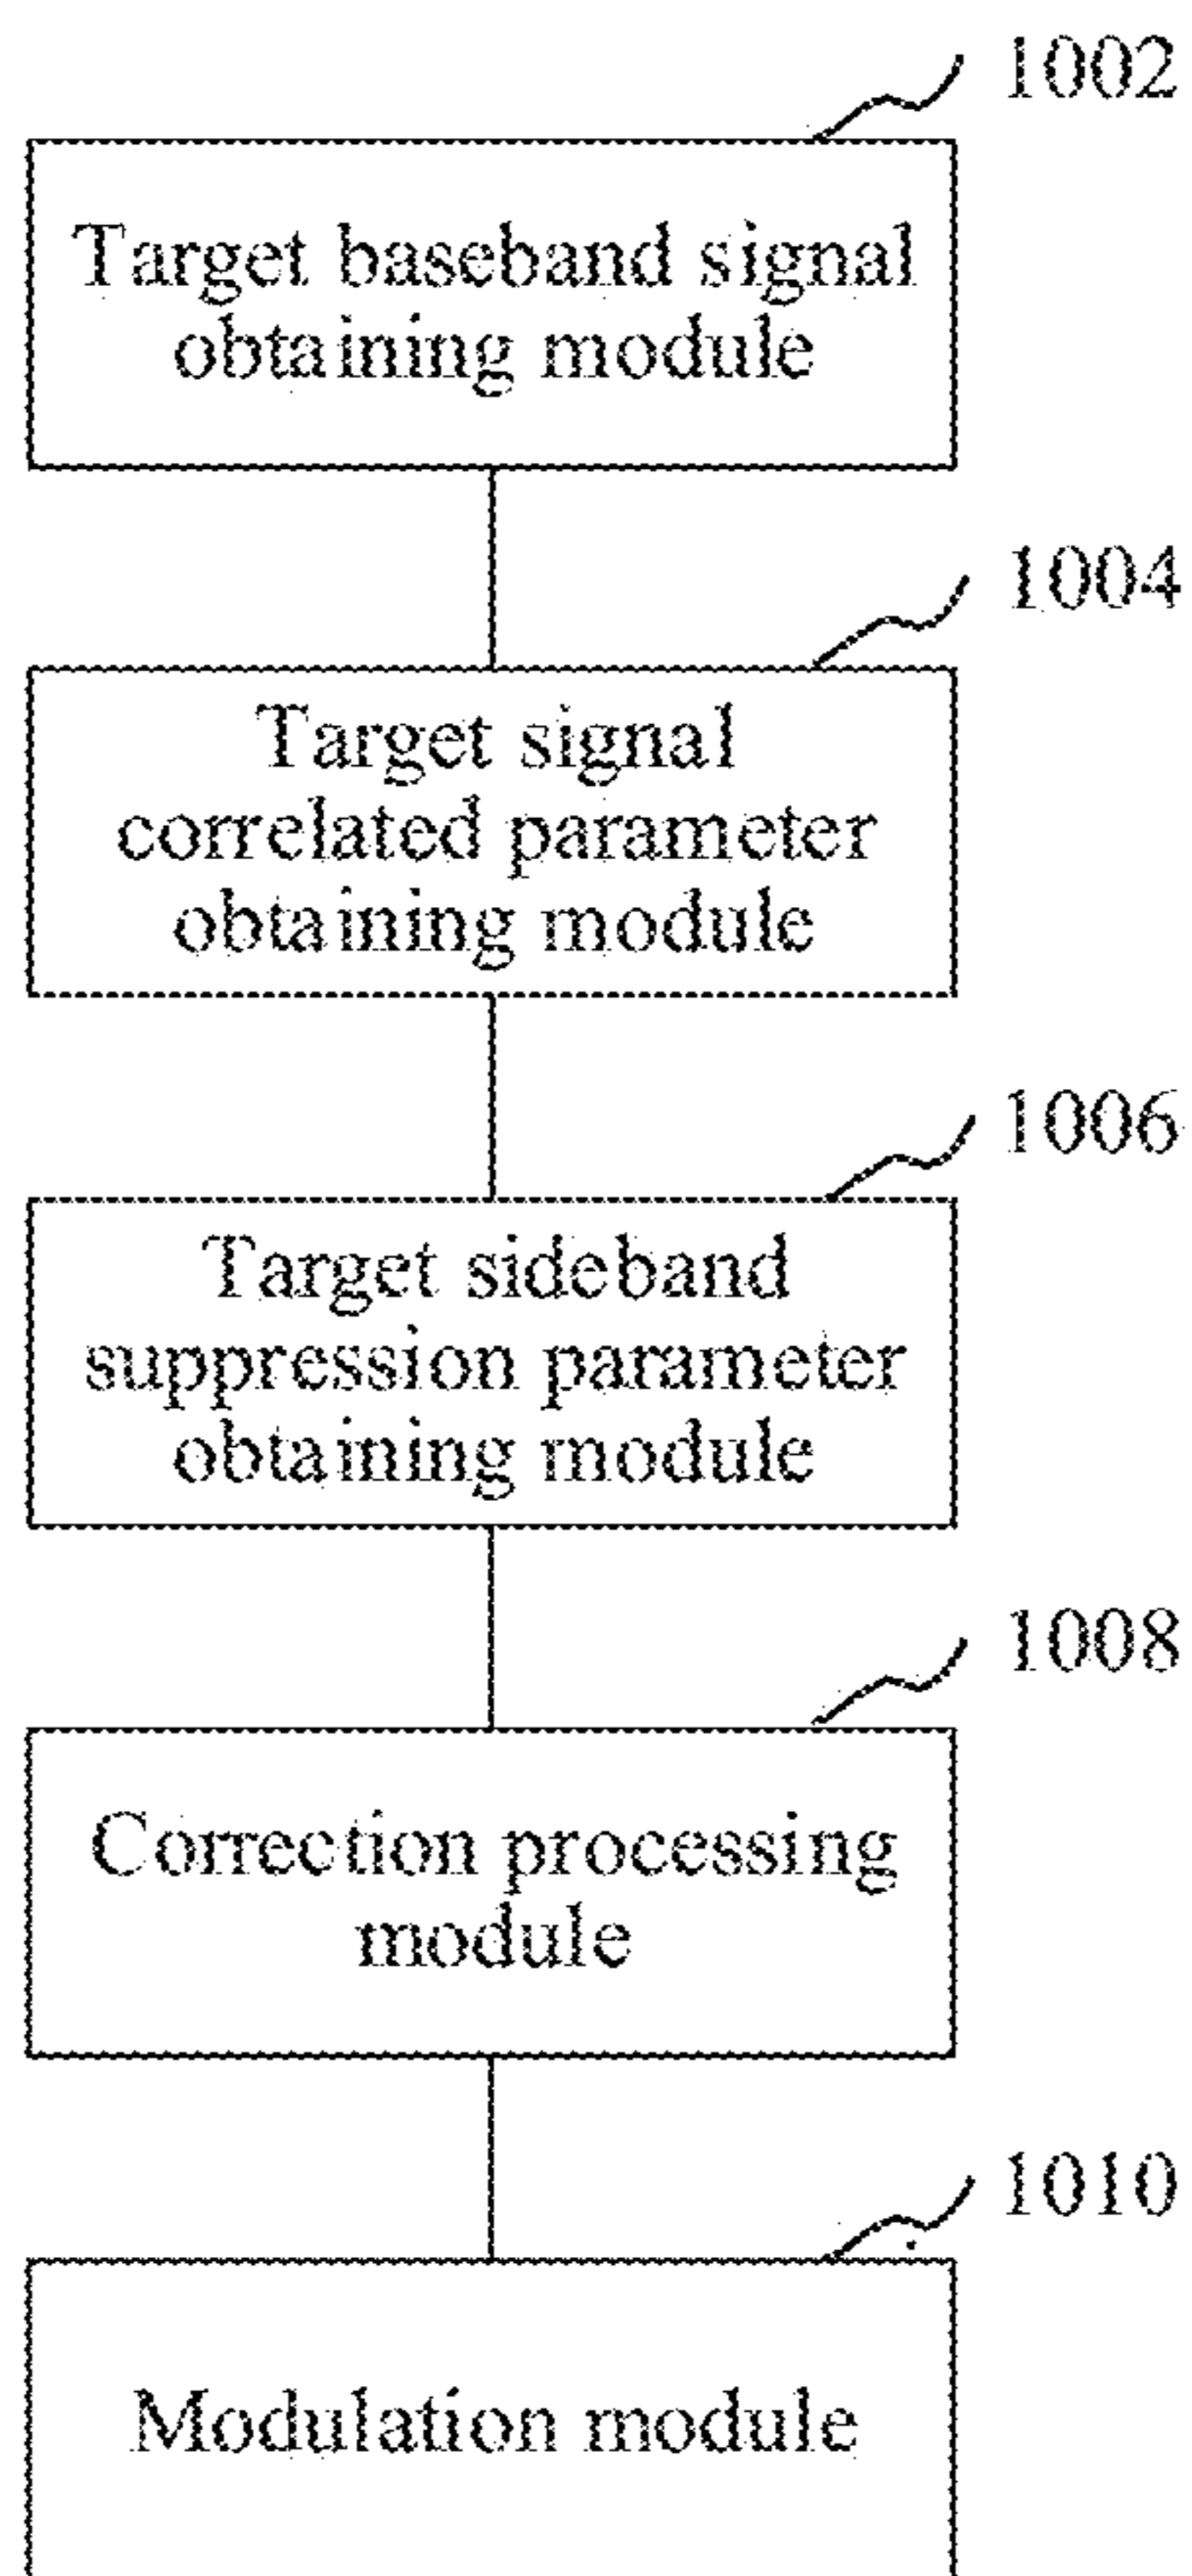 1002
Target baseband signal
obtaining module
1004
Target signal
correlated parameter
obtaining module
1006
Target sideband
suppression parameter
obtaining module
1008
Correction processing
module
1010
Modulation module